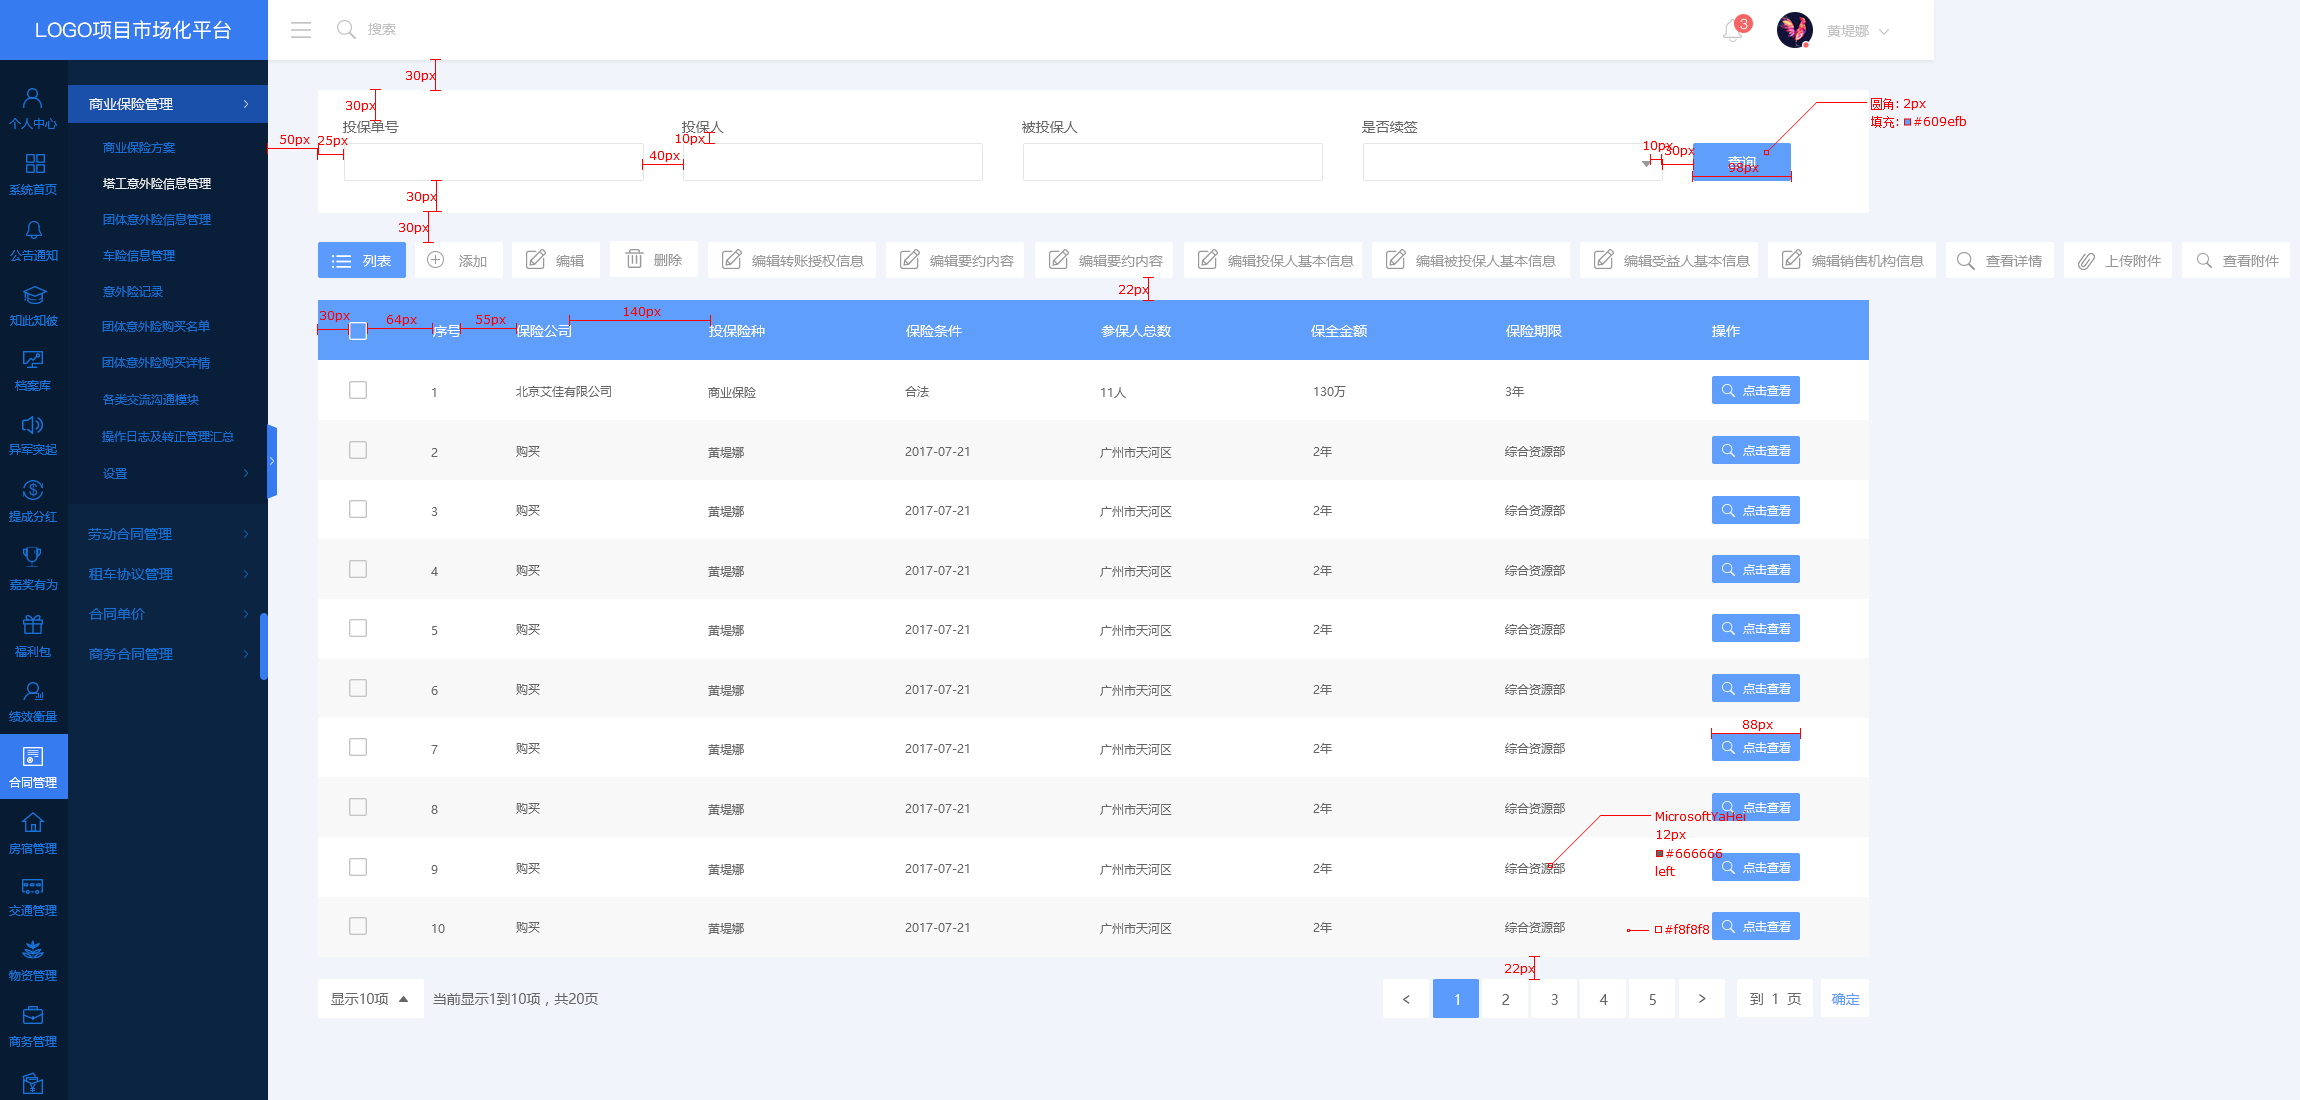 LOGO项目市场化平台
搜索
3
黄堤娜
个人中心
系统首页
公告通知
知此知彼
档案库
异军突起
提成分红
嘉奖有为
福利包
绩效衡量
合同管理
房宿管理
交通管理
物资管理
商务管理
商业保险管理
商业保险方案
塔工意外险信息管理
团体意外险信息管理
车险信息管理
意外险记录
团体意外险购买名单
团体意外险购买详情
各类交流沟通模块
操作日志及转正管理汇总
设置
劳动合同管理
租车协议管理
合同单价
商务合同管理
30px
30px
50px
25px
投保单号
投保人
10px
40px
被投保人
是否续签
10px
30px
查询
98px
圆角: 2px
填充: #609efb
30px
30px
列表
添加
编辑
删除
编辑转账授权信息
编辑要约内容
编辑要约内容
编辑投保人基本信息
编辑被投保人基本信息
编辑受益人基本信息
编辑销售机构信息
查看详情
上传附件
查看附件
22px
30px
64px
55px
140px
序号 保险公司 投保险种 保险条件 参保人总数 保全金额 保险期限 操作
1 北京艾佳有限公司 商业保险 合法 11人 130万 3年 点击查看
2 购买 黄堤娜 2017-07-21 广州市天河区 2年 综合资源部 点击查看
3 购买 黄堤娜 2017-07-21 广州市天河区 2年 综合资源部 点击查看
4 购买 黄堤娜 2017-07-21 广州市天河区 2年 综合资源部 点击查看
5 购买 黄堤娜 2017-07-21 广州市天河区 2年 综合资源部 点击查看
6 购买 黄堤娜 2017-07-21 广州市天河区 2年 综合资源部 点击查看
88px
7 购买 黄堤娜 2017-07-21 广州市天河区 2年 综合资源部 点击查看
8 购买 黄堤娜 2017-07-21 广州市天河区 2年 综合资源部 点击查看
MicrosoftYaHei
12px
#666666
left
9 购买 黄堤娜 2017-07-21 广州市天河区 2年 综合资源部 点击查看
10 购买 黄堤娜 2017-07-21 广州市天河区 2年 综合资源部 点击查看
#f8f8f8
22px
显示10项
当前显示1到10项，共20页
< 1 2 3 4 5 > 到 1 页 确定